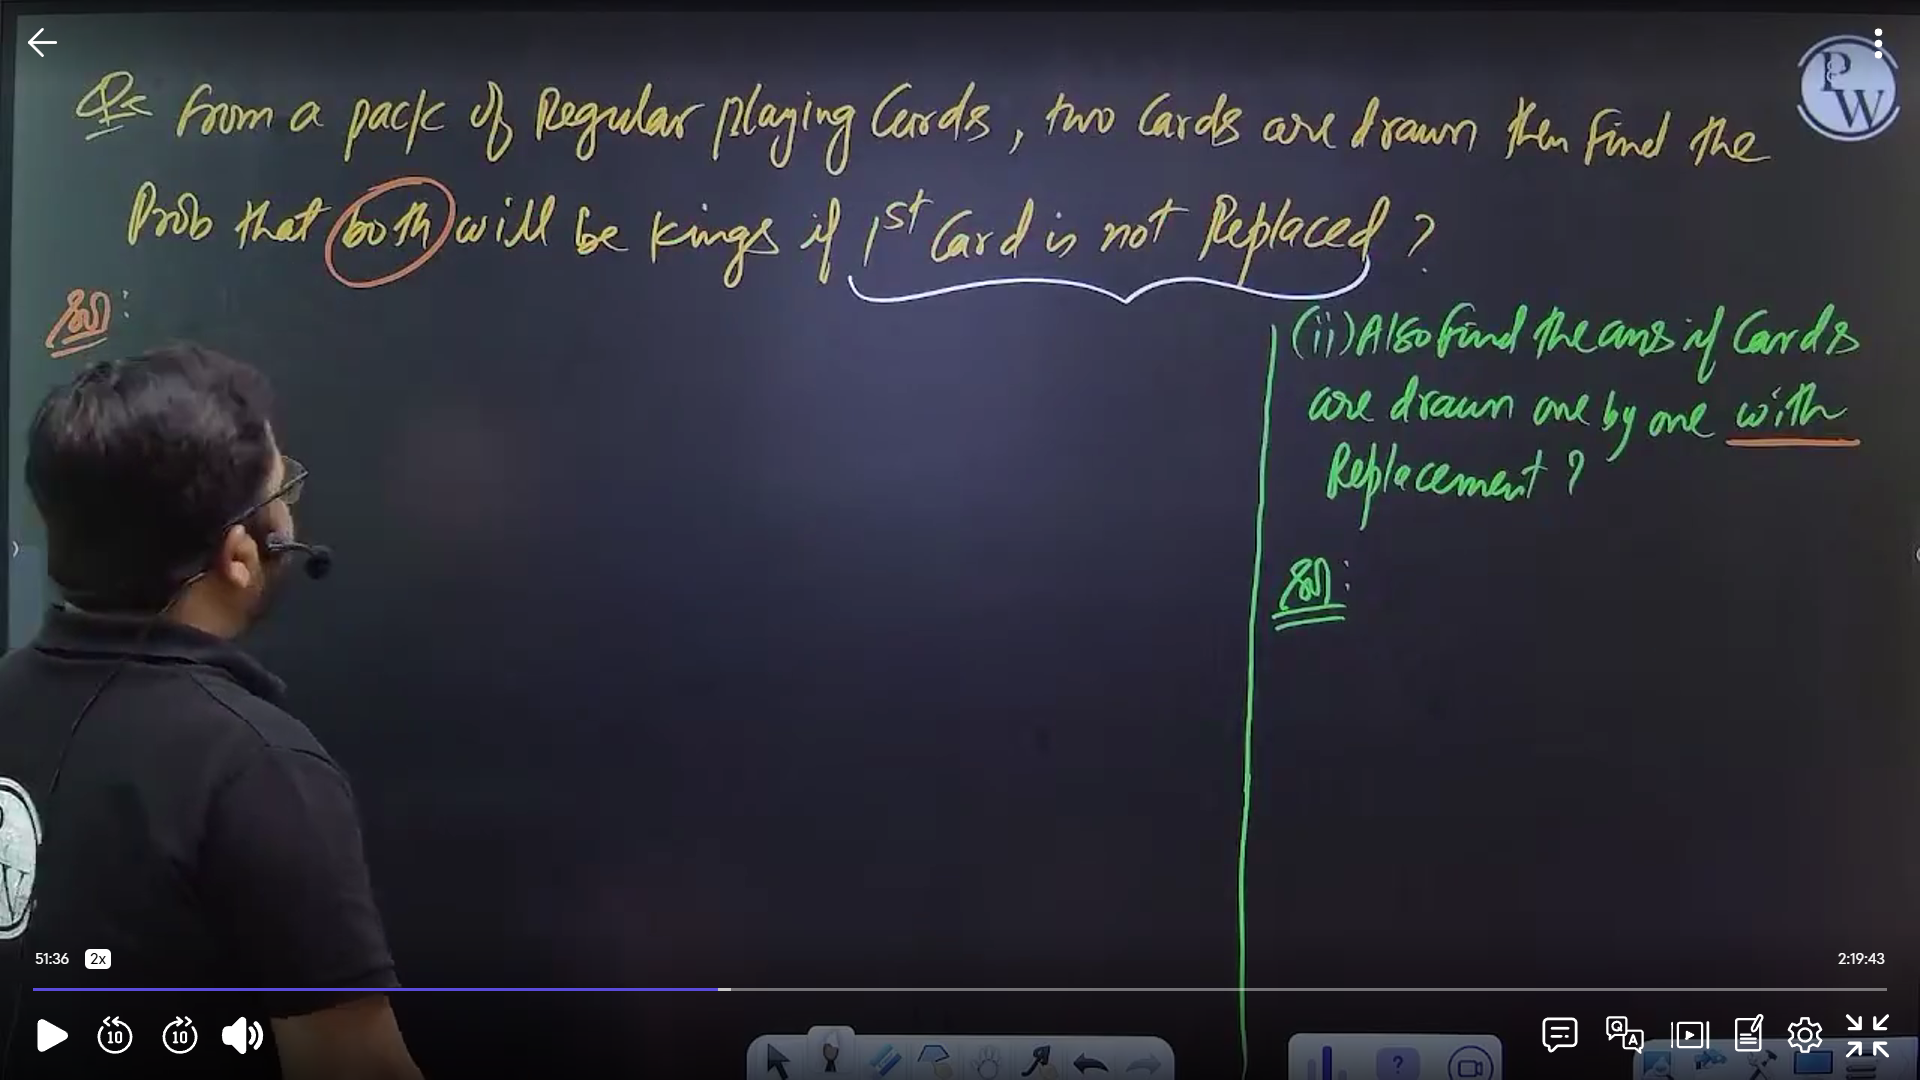 Qs From a pack of Regular Playing Cards, two Cards are drawn then find the
Prob that both will be kings if 1st Card is not Replaced ?
Sol:
(ii) Also find the ans if Cards
are drawn one by one with
Replacement ?
Sol:
PW
51:36 2x
2:19:43
10
10